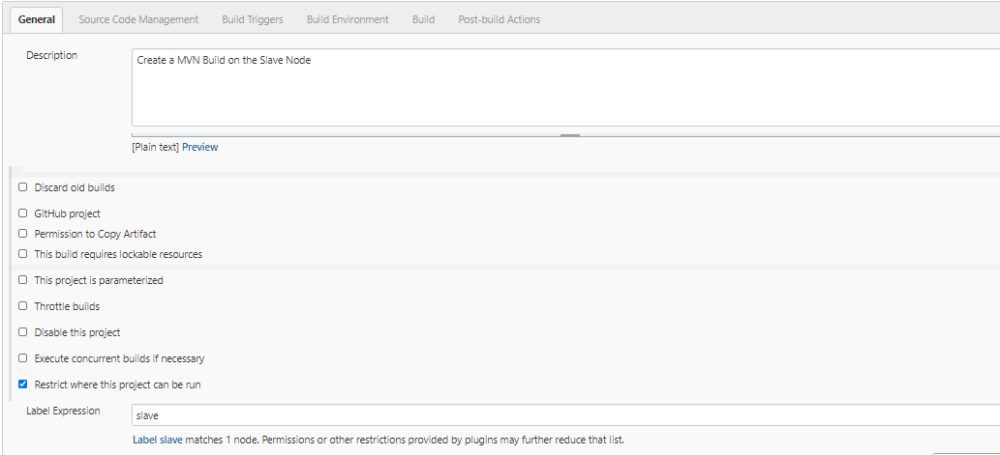 General Source Code Management Build Triggers Build Environment Build Post-build Actions
Description
Create a MVN Build on the Slave Node
[Plain text] Preview
Discard old builds
GitHub project
Permission to Copy Artifact
This build requires lockable resources
This project is parameterized
Throttle builds
Disable this project
Execute concurrent builds if necessary
Restrict where this project can be run
Label Expression
slave
Label slave matches 1 node. Permissions or other restrictions provided by plugins may further reduce that list.